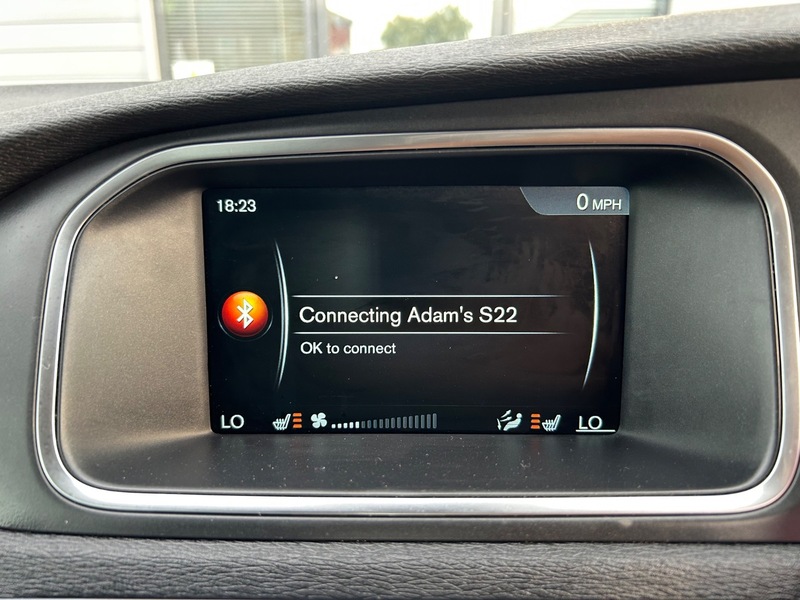 18:23
0 MPH
Connecting Adam's S22
OK to connect
LO
LO